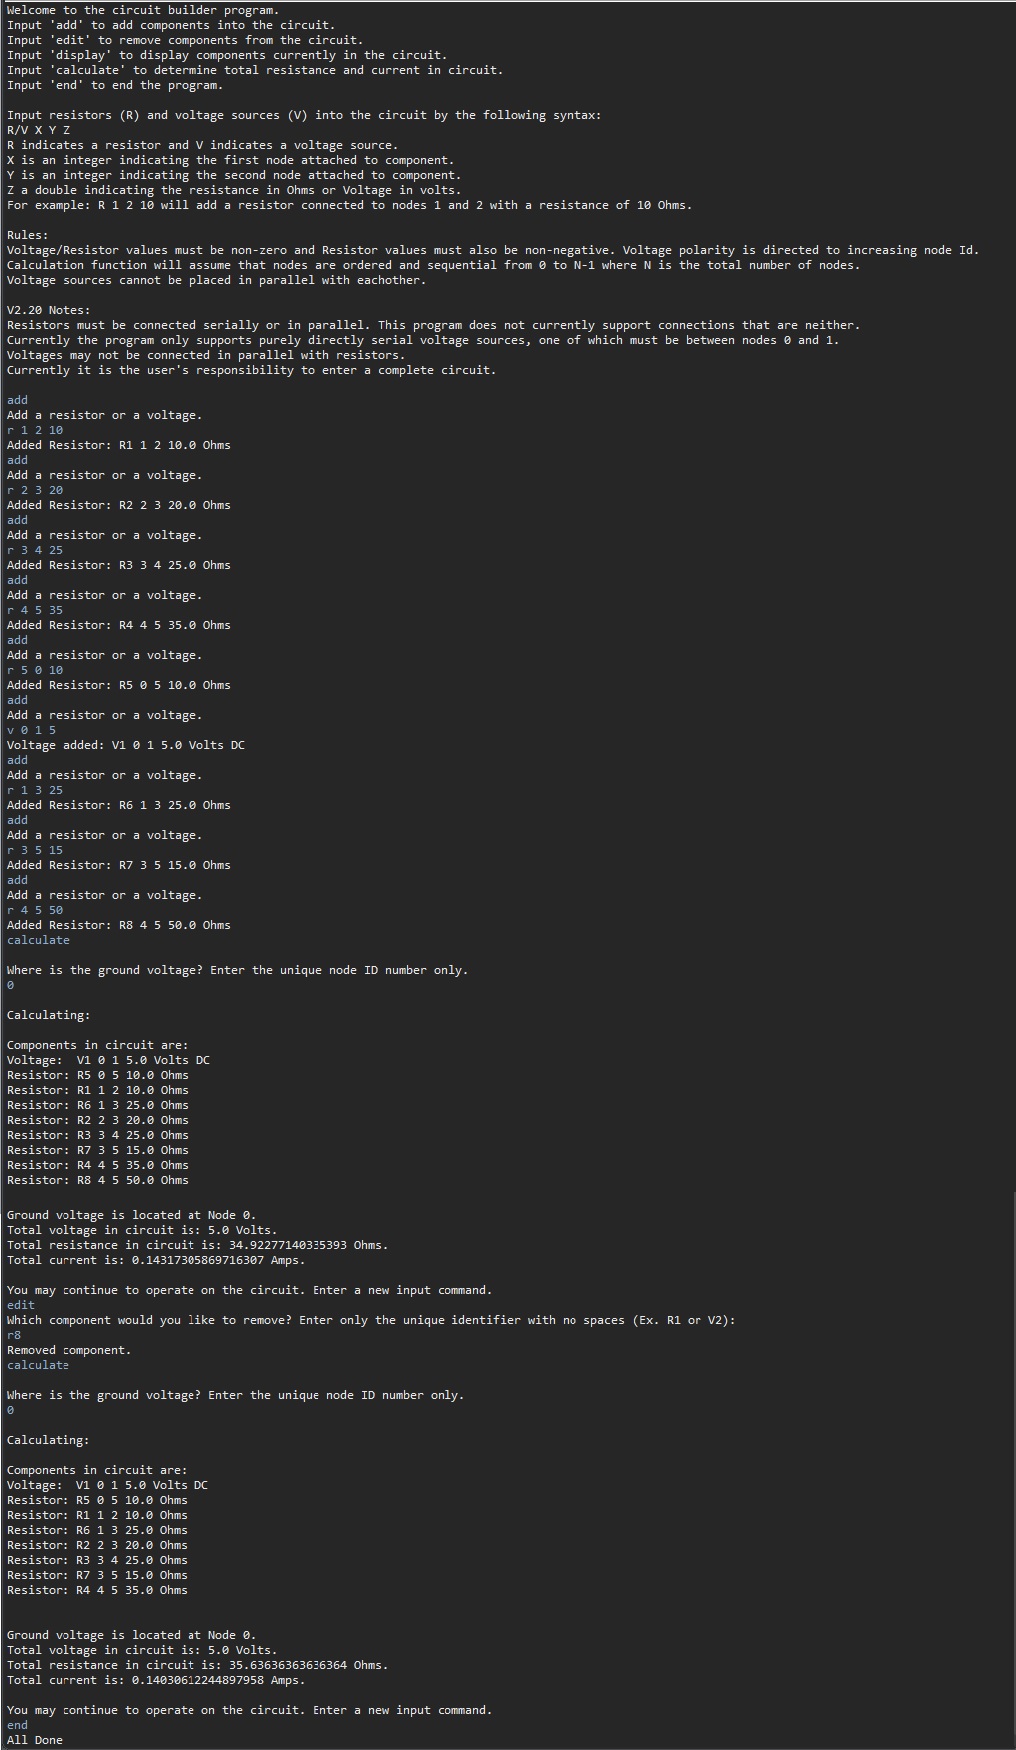 Welcome to the circuit builder program.
Input 'add' to add components into the circuit.
Input 'edit' to remove components from the circuit.
Input 'display' to display components currently in the circuit.
Input 'calculate' to determine total resistance and current in circuit.
Input 'end' to end the program.
Input resistors (R) and voltage sources (V) into the circuit by the following syntax:
R/V X Y Z
R indicates a resistor and V indicates a voltage source.
X is an integer indicating the first node attached to component.
Y is an integer indicating the second node attached to component.
Z a double indicating the resistance in Ohms or Voltage in volts.
For example: R 1 2 10 will add a resistor connected to nodes 1 and 2 with a resistance of 10 Ohms.
Rules:
Voltage/Resistor values must be non-zero and Resistor values must also be non-negative. Voltage polarity is directed to increasing node Id.
Calculation function will assume that nodes are ordered and sequential from 0 to N-1 where N is the total number of nodes.
Voltage sources cannot be placed in parallel with eachother.
V2.20 Notes:
Resistors must be connected serially or in parallel. This program does not currently support connections that are neither.
Currently the program only supports purely directly serial voltage sources, one of which must be between nodes 0 and 1.
Voltages may not be connected in parallel with resistors.
Currently it is the user's responsibility to enter a complete circuit.
add
Add a resistor or a voltage.
r 1 2 10
Added Resistor: R1 1 2 10.0 Ohms
add
Add a resistor or a voltage.
r 2 3 20
Added Resistor: R2 2 3 20.0 Ohms
add
Add a resistor or a voltage.
r 3 4 25
Added Resistor: R3 3 4 25.0 Ohms
add
Add a resistor or a voltage.
r 4 5 35
Added Resistor: R4 4 5 35.0 Ohms
add
Add a resistor or a voltage.
r 5 0 10
Added Resistor: R5 0 5 10.0 Ohms
add
Add a resistor or a voltage.
v 0 1 5
Voltage added: V1 0 1 5.0 Volts DC
add
Add a resistor or a voltage.
r 1 3 25
Added Resistor: R6 1 3 25.0 Ohms
add
Add a resistor or a voltage.
r 3 5 15
Added Resistor: R7 3 5 15.0 Ohms
add
Add a resistor or a voltage.
r 4 5 50
Added Resistor: R8 4 5 50.0 Ohms
calculate
Where is the ground voltage? Enter the unique node ID number only.
0
Calculating:
Components in circuit are:
Voltage:  V1 0 1 5.0 Volts DC
Resistor: R5 0 5 10.0 Ohms
Resistor: R1 1 2 10.0 Ohms
Resistor: R6 1 3 25.0 Ohms
Resistor: R2 2 3 20.0 Ohms
Resistor: R3 3 4 25.0 Ohms
Resistor: R7 3 5 15.0 Ohms
Resistor: R4 4 5 35.0 Ohms
Resistor: R8 4 5 50.0 Ohms
Ground voltage is located at Node 0.
Total voltage in circuit is: 5.0 Volts.
Total resistance in circuit is: 34.92277140335393 Ohms.
Total current is: 0.14317305869716307 Amps.
You may continue to operate on the circuit. Enter a new input command.
edit
Which component would you like to remove? Enter only the unique identifier with no spaces (Ex. R1 or V2):
r8
Removed component.
calculate
Where is the ground voltage? Enter the unique node ID number only.
0
Calculating:
Components in circuit are:
Voltage:  V1 0 1 5.0 Volts DC
Resistor: R5 0 5 10.0 Ohms
Resistor: R1 1 2 10.0 Ohms
Resistor: R6 1 3 25.0 Ohms
Resistor: R2 2 3 20.0 Ohms
Resistor: R3 3 4 25.0 Ohms
Resistor: R7 3 5 15.0 Ohms
Resistor: R4 4 5 35.0 Ohms
Ground voltage is located at Node 0.
Total voltage in circuit is: 5.0 Volts.
Total resistance in circuit is: 35.63636363636364 Ohms.
Total current is: 0.14030612244897958 Amps.
You may continue to operate on the circuit. Enter a new input command.
end
All Done